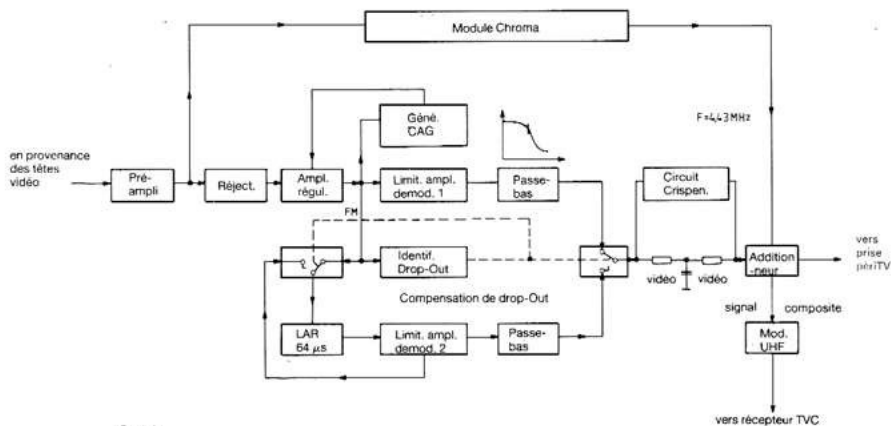 Module Chroma
Géné.
CAG
F=4,43MHz
en provenance
des têtes
vidéo
Pré-
ampli
Réject.
Ampl.
régul.
Limit. ampl.
demod. 1
Passe-
bas
Circuit
Crispen.
FM
Identif.
Drop-Out
vidéo
vidéo
Addition
-neur
vers
prise
périTV
Compensation de drop-Out
signal
composite
LAR
64 µs
Limit. ampl.
demod. 2
Passe-
bas
Mod.
UHF
vers récepteur TVC